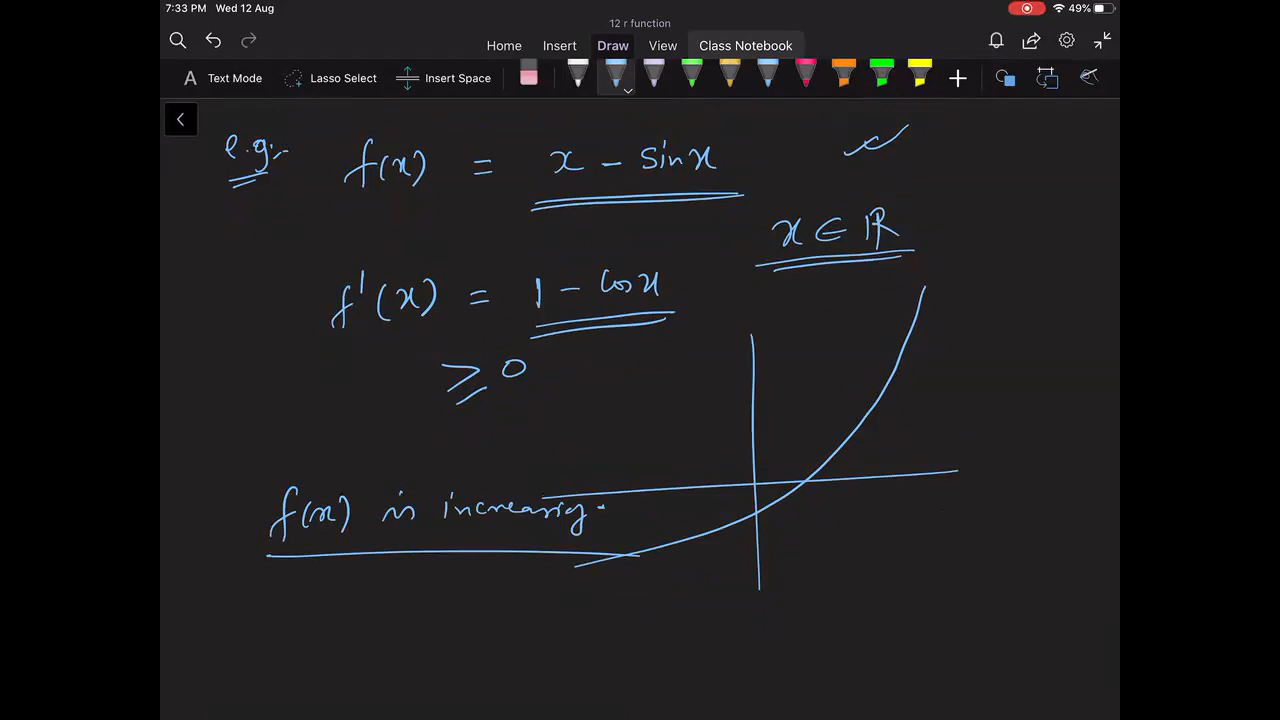 7:33 PM Wed 12 Aug
49%
12 r function
Home Insert Draw View Class Notebook
A Text Mode Lasso Select Insert Space
e.g:-
f(x) = x - sinx
x ∈ ℝ
f'(x) = 1 - cosx
≥ 0
f(x) is increasing.